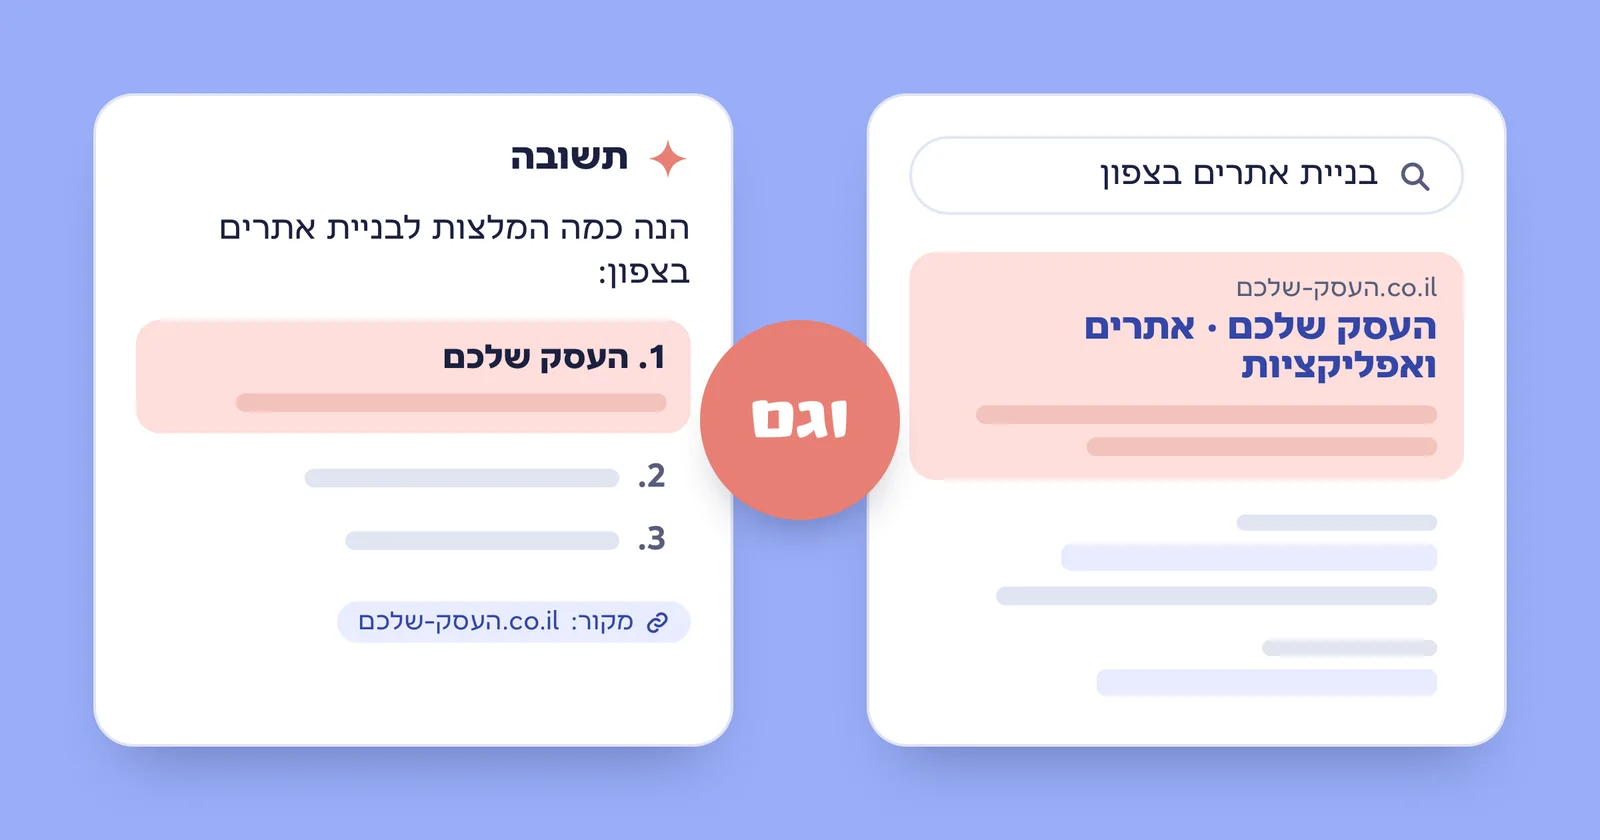 בניית אתרים בצפון
העסק-שלכם.co.il
העסק שלכם · אתרים
ואפליקציות
וגם
תשובה
הנה כמה המלצות לבניית אתרים
בצפון:
1. העסק שלכם
2.
3.
מקור: העסק-שלכם.co.il